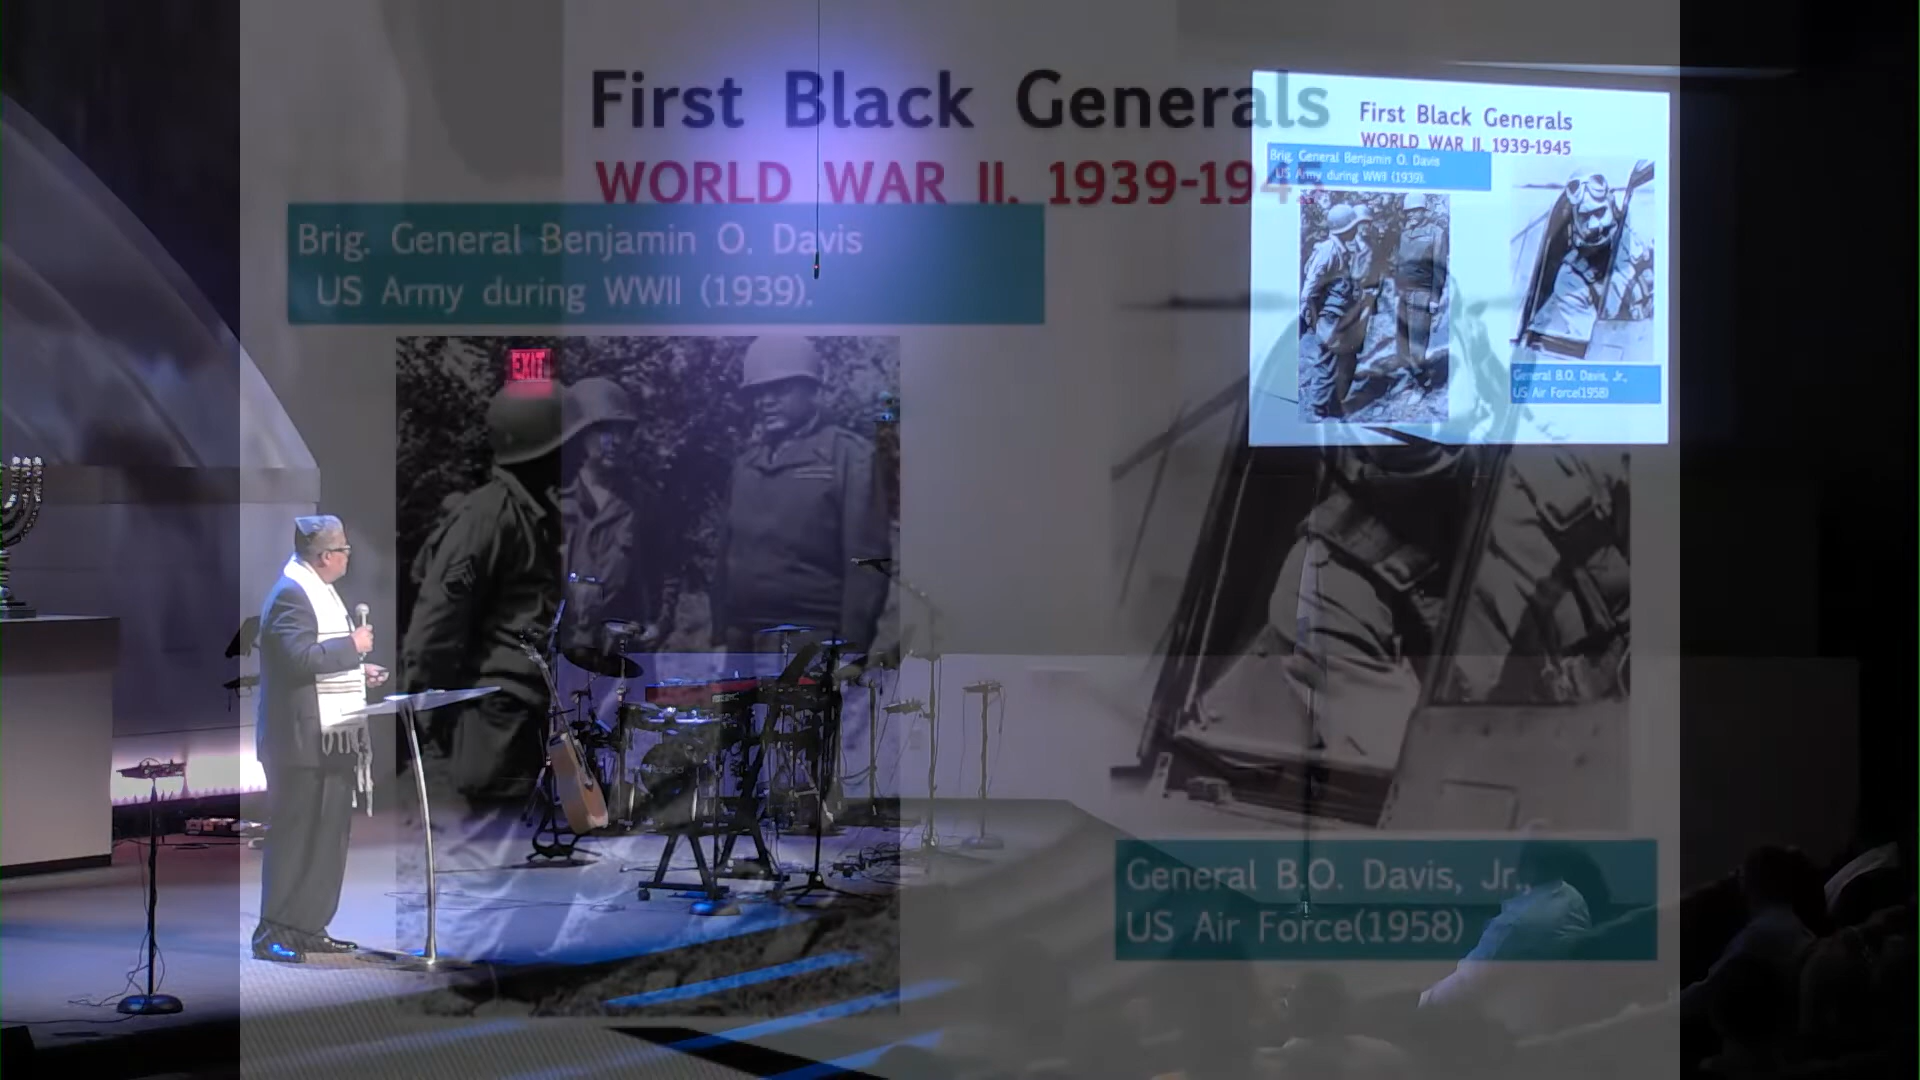 First Black Generals
WORLD WAR II, 1939-1945
Brig. General Benjamin O. Davis
US Army during WWII (1939).
EXIT
General B.O. Davis, Jr.,
US Air Force(1958)
First Black Generals
WORLD WAR II, 1939-1945
Brig. General Benjamin O. Davis
US Army during WWII (1939).
General B.O. Davis, Jr.,
US Air Force(1958)
Roland